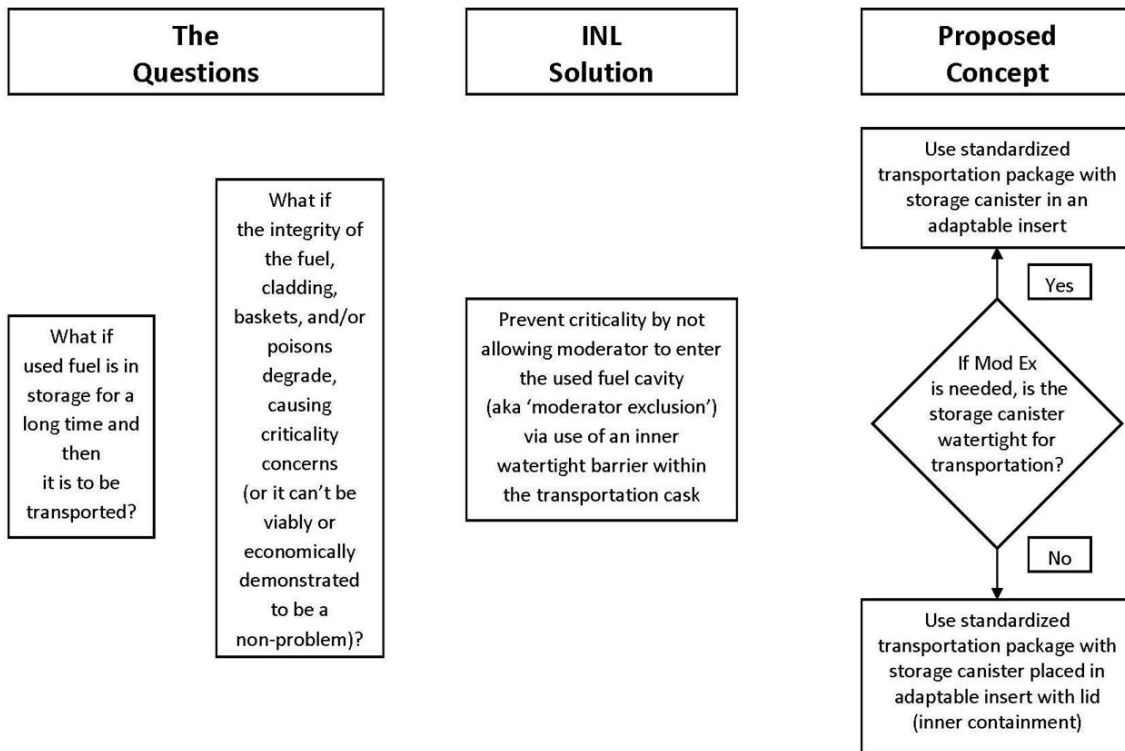 The
Questions
INL
Solution
Proposed
Concept
What if
used fuel is in
storage for a
long time and
then
it is to be
transported?
What if
the integrity of
the fuel,
cladding,
baskets, and/or
poisons
degrade,
causing
criticality
concerns
(or it can’t be
viably or
economically
demonstrated
to be a
non-problem)?
Prevent criticality by not
allowing moderator to enter
the used fuel cavity
(aka ‘moderator exclusion’)
via use of an inner
watertight barrier within
the transportation cask
Use standardized
transportation package with
storage canister in an
adaptable insert
Yes
If Mod Ex
is needed, is the
storage canister
watertight for
transportation?
No
Use standardized
transportation package with
storage canister placed in
adaptable insert with lid
(inner containment)